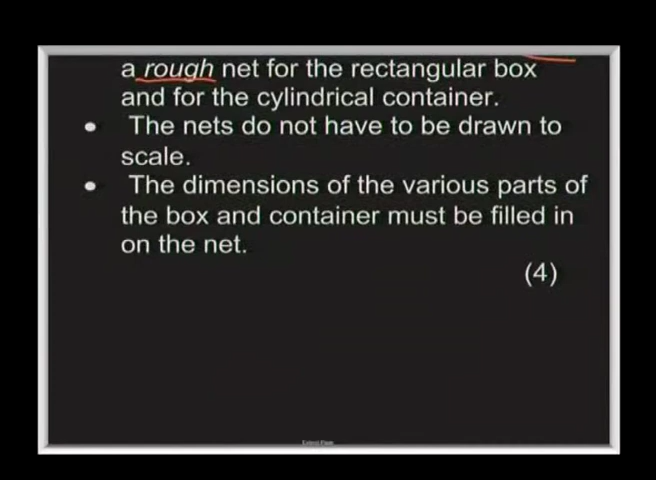 a rough net for the rectangular box
and for the cylindrical container.
• The nets do not have to be drawn to
scale.
• The dimensions of the various parts of
the box and container must be filled in
on the net.
(4)
Extend Page